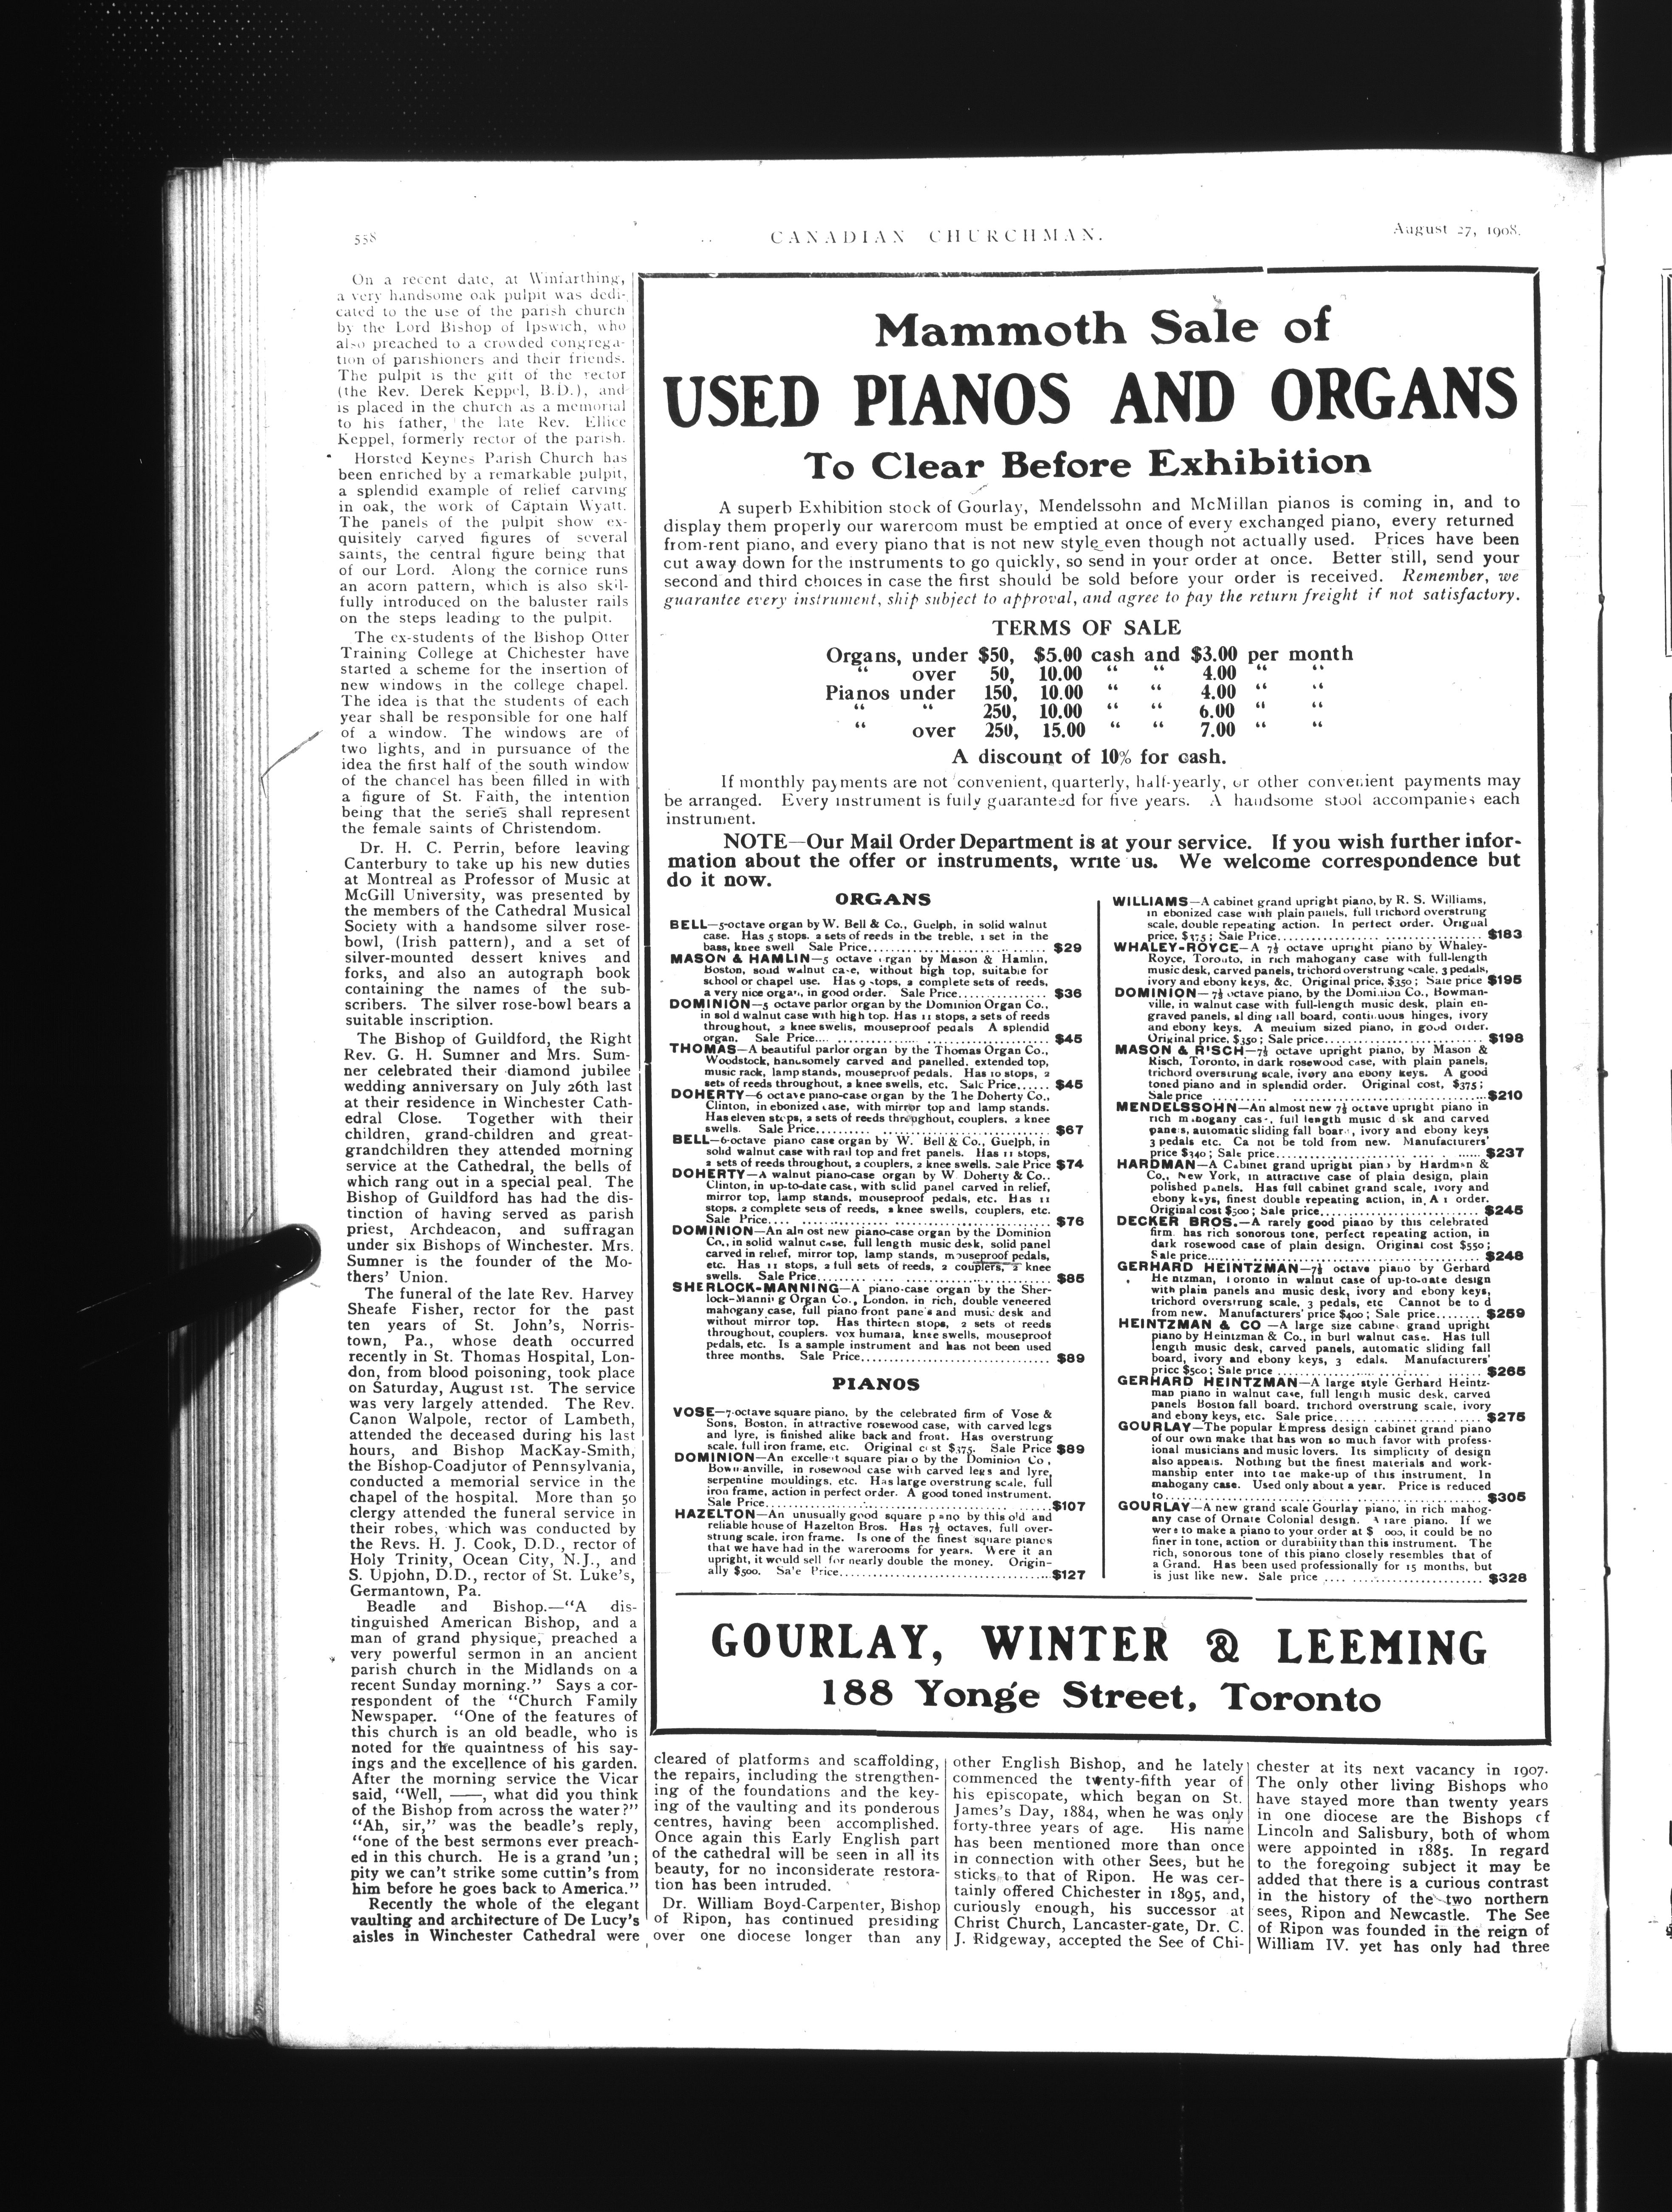 558
CANADIAN CHURCHMAN.
August 27, 1908.
On a recent date, at Winfarthing,
a very handsome oak pulpit was dedi-
cated to the use of the parish church
by the Lord Bishop of Ipswich, who
also preached to a crowded congrega-
tion of parishioners and their friends.
The pulpit is the gift of the rector
(the Rev. Derek Keppel, B.D.), and
is placed in the church as a memorial
to his father, the late Rev. Ellice
Keppel, formerly rector of the parish.
Horsted Keynes Parish Church has
been enriched by a remarkable pulpit,
a splendid example of relief carving
in oak, the work of Captain Wyatt.
The panels of the pulpit show ex-
quisitely carved figures of several
saints, the central figure being that
of our Lord. Along the cornice runs
an acorn pattern, which is also skil-
fully introduced on the baluster rails
on the steps leading to the pulpit.
The ex-students of the Bishop Otter
Training College at Chichester have
started a scheme for the insertion of
new windows in the college chapel.
The idea is that the students of each
year shall be responsible for one half
of a window. The windows are of
two lights, and in pursuance of the
idea the first half of the south window
of the chancel has been filled in with
a figure of St. Faith, the intention
being that the series shall represent
the female saints of Christendom.
Dr. H. C. Perrin, before leaving
Canterbury to take up his new duties
at Montreal as Professor of Music at
McGill University, was presented by
the members of the Cathedral Musical
Society with a handsome silver rose-
bowl, (Irish pattern), and a set of
silver-mounted dessert knives and
forks, and also an autograph book
containing the names of the sub-
scribers. The silver rose-bowl bears a
suitable inscription.
The Bishop of Guildford, the Right
Rev. G. H. Sumner and Mrs. Sum-
ner celebrated their diamond jubilee
wedding anniversary on July 26th last
at their residence in Winchester Cath-
edral Close. Together with their
children, grand-children and great-
grandchildren they attended morning
service at the Cathedral, the bells of
which rang out in a special peal. The
Bishop of Guildford has had the dis-
tinction of having served as parish
priest, Archdeacon, and suffragan
under six Bishops of Winchester. Mrs.
Sumner is the founder of the Mo-
thers' Union.
The funeral of the late Rev. Harvey
Sheafe Fisher, rector for the past
ten years of St. John's, Norris-
town, Pa., whose death occurred
recently in St. Thomas Hospital, Lon-
don, from blood poisoning, took place
on Saturday, August 1st. The service
was very largely attended. The Rev.
Canon Walpole, rector of Lambeth,
attended the deceased during his last
hours, and Bishop MacKay-Smith,
the Bishop-Coadjutor of Pennsylvania,
conducted a memorial service in the
chapel of the hospital. More than 50
clergy attended the funeral service in
their robes, which was conducted by
the Revs. H. J. Cook, D.D., rector of
Holy Trinity, Ocean City, N.J., and
S. Upjohn, D.D., rector of St. Luke's,
Germantown, Pa.
Beadle and Bishop.—"A dis-
tinguished American Bishop, and a
man of grand physique, preached a
very powerful sermon in an ancient
parish church in the Midlands on a
recent Sunday morning." Says a cor-
respondent of the "Church Family
Newspaper. "One of the features of
this church is an old beadle, who is
noted for the quaintness of his say-
ings and the excellence of his garden.
After the morning service the Vicar
said, "Well, ——, what did you think
of the Bishop from across the water?"
"Ah, sir," was the beadle's reply,
"one of the best sermons ever preach-
ed in this church. He is a grand 'un;
pity we can't strike some cuttin's from
him before he goes back to America."
Recently the whole of the elegant
vaulting and architecture of De Lucy's
aisles in Winchester Cathedral were
Mammoth Sale of
USED PIANOS AND ORGANS
To Clear Before Exhibition
A superb Exhibition stock of Gourlay, Mendelssohn and McMillan pianos is coming in, and to
display them properly our wareroom must be emptied at once of every exchanged piano, every returned
from-rent piano, and every piano that is not new style even though not actually used. Prices have been
cut away down for the instruments to go quickly, so send in your order at once. Better still, send your
second and third choices in case the first should be sold before your order is received. Remember, we
guarantee every instrument, ship subject to approval, and agree to pay the return freight if not satisfactory.
TERMS OF SALE
Organs, under $50, $5.00 cash and $3.00 per month
" over 50, 10.00 " " 4.00 " "
Pianos under 150, 10.00 " " 4.00 " "
" " 250, 10.00 " " 6.00 " "
" over 250, 15.00 " " 7.00 " "
A discount of 10% for cash.
If monthly payments are not convenient, quarterly, half-yearly, or other convenient payments may
be arranged. Every instrument is fully guaranteed for five years. A handsome stool accompanies each
instrument.
NOTE—Our Mail Order Department is at your service. If you wish further infor-
mation about the offer or instruments, write us. We welcome correspondence but
do it now.
ORGANS
BELL—5-octave organ by W. Bell & Co., Guelph, in solid walnut
case. Has 5 stops. 2 sets of reeds in the treble, 1 set in the
bass, knee swell Sale Price.................... $29
MASON & HAMLIN—5 octave organ by Mason & Hamlin,
Boston, solid walnut case, without high top, suitable for
school or chapel use. Has 9 stops, 2 complete sets of reeds,
a very nice organ, in good order. Sale Price.................... $36
DOMINION—5 octave parlor organ by the Dominion Organ Co.,
in solid walnut case with high top. Has 11 stops, 2 sets of reeds
throughout, 2 knee swells, mouseproof pedals A splendid
organ. Sale Price.................... $45
THOMAS—A beautiful parlor organ by the Thomas Organ Co.,
Woodstock, handsomely carved and panelled, extended top,
music rack, lamp stands, mouseproof pedals. Has 10 stops, 2
sets of reeds throughout, 2 knee swells, etc. Sale Price...... $45
DOHERTY—6 octave piano-case organ by the The Doherty Co.,
Clinton, in ebonized case, with mirror top and lamp stands.
Has eleven stops, 2 sets of reeds throughout, couplers, 2 knee
swells. Sale Price.................... $67
BELL—6-octave piano case organ by W. Bell & Co., Guelph, in
solid walnut case with rail top and fret panels. Has 11 stops,
2 sets of reeds throughout, 2 couplers, 2 knee swells. Sale Price $74
DOHERTY—A walnut piano-case organ by W Doherty & Co.,
Clinton, in up-to-date case, with solid panel carved in relief,
mirror top, lamp stands, mouseproof pedals, etc. Has 11
stops, 2 complete sets of reeds, 2 knee swells, couplers, etc.
Sale Price.................... $76
DOMINION—An almost new piano-case organ by the Dominion
Co., in solid walnut case, full length music desk, solid panel
carved in relief, mirror top, lamp stands, mouseproof pedals,
etc. Has 11 stops, 2 full sets of reeds, 2 couplers, 2 knee
swells. Sale Price.................... $85
SHERLOCK-MANNING—A piano-case organ by the Sher-
lock-Manning Organ Co., London, in rich, double veneered
mahogany case, full piano front panels and music desk and
without mirror top. Has thirteen stops, 2 sets of reeds
throughout, couplers. vox humana, knee swells, mouseproof
pedals, etc. Is a sample instrument and has not been used
three months. Sale Price.................... $89
PIANOS
VOSE—7-octave square piano, by the celebrated firm of Vose &
Sons, Boston, in attractive rosewood case, with carved legs
and lyre, is finished alike back and front. Has overstrung
scale, full iron frame, etc. Original cost $375. Sale Price $89
DOMINION—An excellent square piano by the Dominion Co,
Bowmanville, in rosewood case with carved legs and lyre,
serpentine mouldings, etc. Has large overstrung scale, full
iron frame, action in perfect order. A good toned instrument.
Sale Price.................... $107
HAZELTON—An unusually good square piano by this old and
reliable house of Hazelton Bros. Has 7⅓ octaves, full over-
strung scale, iron frame. Is one of the finest square pianos
that we have had in the warerooms for years. Were it an
upright, it would sell for nearly double the money. Origin-
ally $500. Sale Price.................... $127
WILLIAMS—A cabinet grand upright piano, by R. S. Williams,
in ebonized case with plain panels, full trichord overstrung
scale, double repeating action. In perfect order. Original
price, $375; Sale Price.................... $183
WHALEY-ROYCE—A 7⅓ octave upright piano by Whaley-
Royce, Toronto, in rich mahogany case with full-length
music desk, carved panels, trichord overstrung scale, 3 pedals,
ivory and ebony keys, &c. Original price, $350; Sale price $195
DOMINION—7⅓ octave piano, by the Dominion Co., Bowman-
ville, in walnut case with full-length music desk, plain en-
graved panels, sliding fall board, continuous hinges, ivory
and ebony keys. A medium sized piano, in good order.
Original price, $350; Sale price.................... $198
MASON & RISCH—7⅓ octave upright piano, by Mason &
Risch, Toronto, in dark rosewood case, with plain panels,
trichord overstrung scale, ivory and ebony keys. A good
toned piano and in splendid order. Original cost, $375;
Sale price.................... $210
MENDELSSOHN—An almost new 7⅓ octave upright piano in
rich mahogany case, full length music desk and carved
panels, automatic sliding fall board, ivory and ebony keys
3 pedals etc. Cannot be told from new. Manufacturers'
price $340; Sale price.................... $237
HARDMAN—A Cabinet grand upright piano by Hardman &
Co., New York, in attractive case of plain design, plain
polished panels. Has full cabinet grand scale, ivory and
ebony keys, finest double repeating action, in A 1 order.
Original cost $500; Sale price.................... $245
DECKER BROS.—A rarely good piano by this celebrated
firm. has rich sonorous tone, perfect repeating action, in
dark rosewood case of plain design. Original cost $550;
Sale price.................... $248
GERHARD HEINTZMAN—7⅓ octave piano by Gerhard
Heintzman, Toronto in walnut case of up-to-date design
with plain panels and music desk, ivory and ebony keys,
trichord overstrung scale, 3 pedals, etc Cannot be told
from new. Manufacturers' price $400; Sale price........ $259
HEINTZMAN & CO—A large size cabinet grand upright
piano by Heintzman & Co., in burl walnut case. Has full
length music desk, carved panels, automatic sliding fall
board, ivory and ebony keys, 3 pedals. Manufacturers'
price $500; Sale price.................... $265
GERHARD HEINTZMAN—A large style Gerhard Heintz-
man piano in walnut case, full length music desk, carved
panels Boston fall board, trichord overstrung scale, ivory
and ebony keys, etc. Sale price.................... $275
GOURLAY—The popular Empress design cabinet grand piano
of our own make that has won so much favor with profess-
ional musicians and music lovers. Its simplicity of design
also appeals. Nothing but the finest materials and work-
manship enter into the make-up of this instrument. In
mahogany case. Used only about a year. Price is reduced
to.................... $305
GOURLAY—A new grand scale Gourlay piano, in rich mahog-
any case of Ornate Colonial design. A rare piano. If we
were to make a piano to your order at $ 000, it could be no
finer in tone, action or durability than this instrument. The
rich, sonorous tone of this piano closely resembles that of
a Grand. Has been used professionally for 15 months, but
is just like new. Sale price.................... $328
GOURLAY, WINTER & LEEMING
188 Yonge Street, Toronto
cleared of platforms and scaffolding,
the repairs, including the strengthen-
ing of the foundations and the key-
ing of the vaulting and its ponderous
centres, having been accomplished.
Once again this Early English part
of the cathedral will be seen in all its
beauty, for no inconsiderate restora-
tion has been intruded.
Dr. William Boyd-Carpenter, Bishop
of Ripon, has continued presiding
over one diocese longer than any
other English Bishop, and he lately
commenced the twenty-fifth year of
his episcopate, which began on St.
James's Day, 1884, when he was only
forty-three years of age. His name
has been mentioned more than once
in connection with other Sees, but he
sticks to that of Ripon. He was cer-
tainly offered Chichester in 1895, and,
curiously enough, his successor at
Christ Church, Lancaster-gate, Dr. C.
J. Ridgeway, accepted the See of Chi-
chester at its next vacancy in 1907.
The only other living Bishops who
have stayed more than twenty years
in one diocese are the Bishops of
Lincoln and Salisbury, both of whom
were appointed in 1885. In regard
to the foregoing subject it may be
added that there is a curious contrast
in the history of the two northern
sees, Ripon and Newcastle. The See
of Ripon was founded in the reign of
William IV. yet has only had three